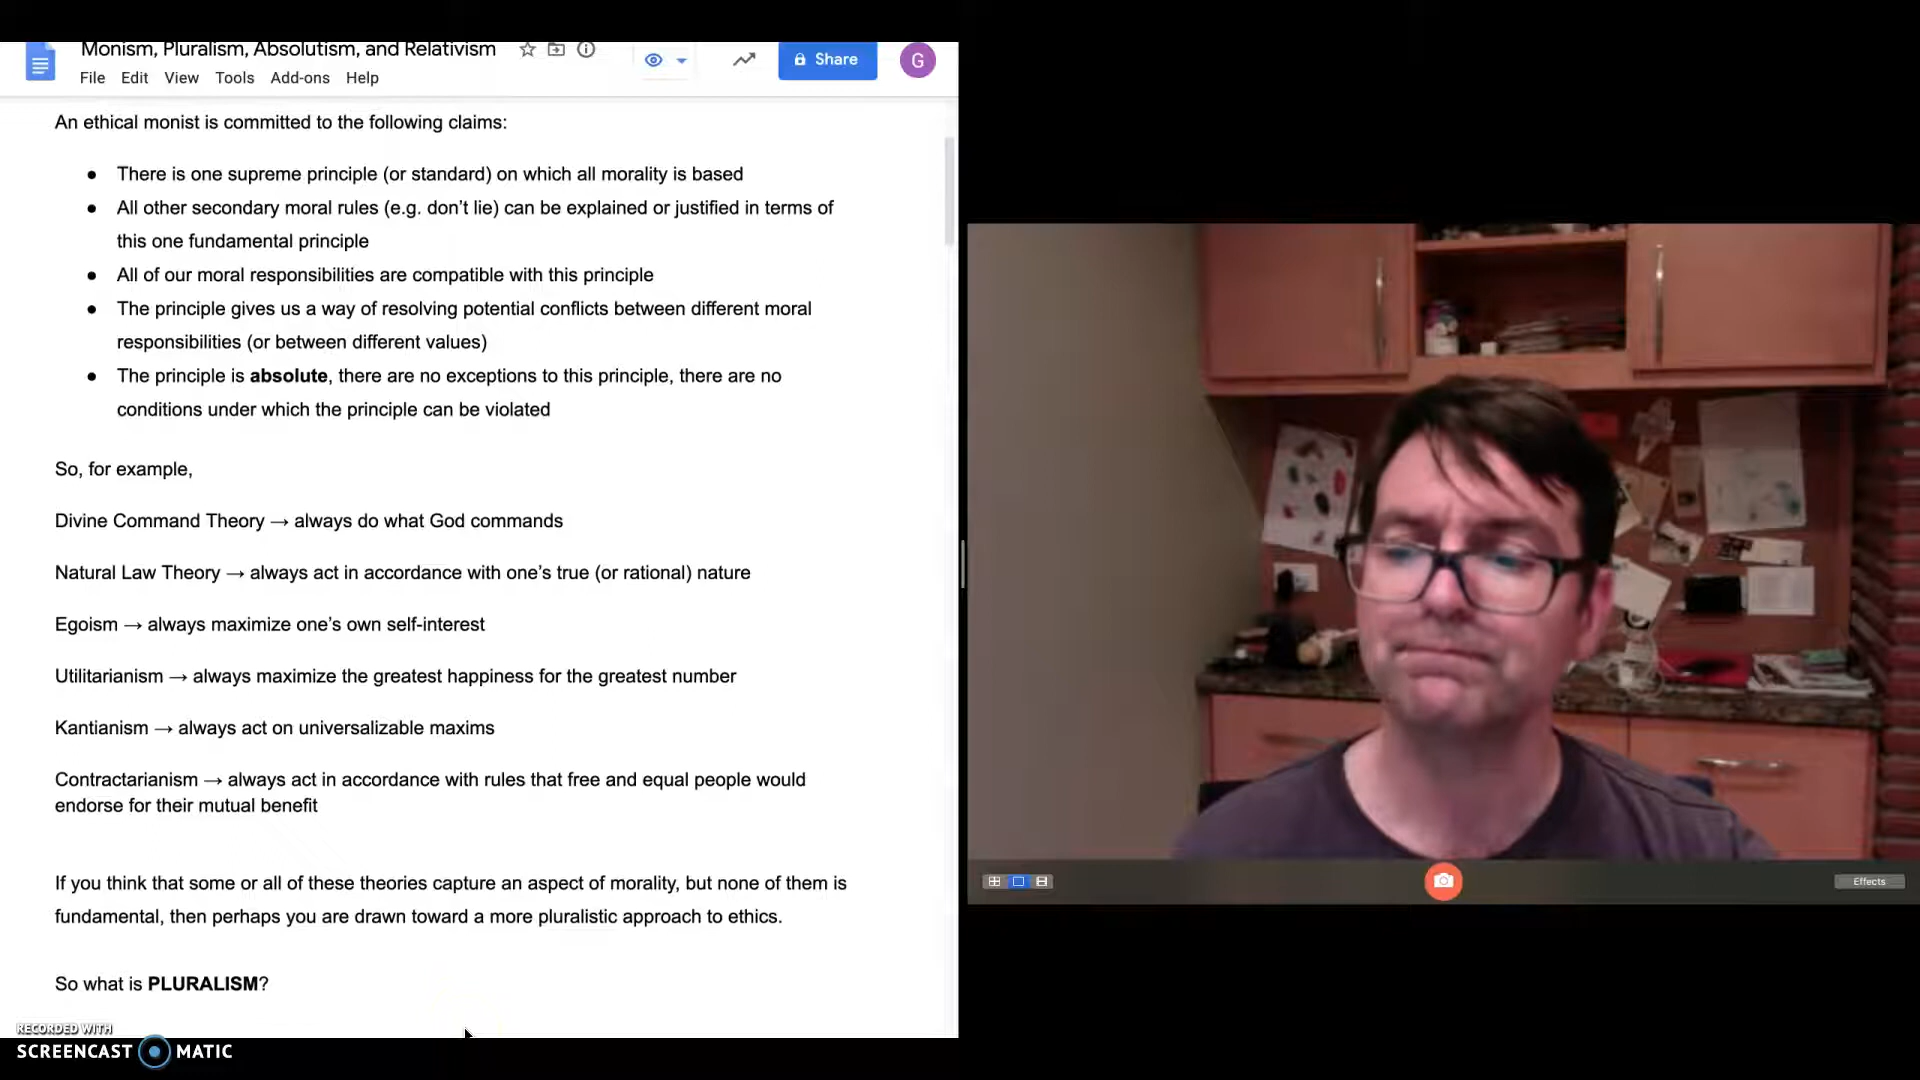 Monism, Pluralism, Absolutism, and Relativism
File Edit View Tools Add-ons Help
Share
G
An ethical monist is committed to the following claims:
● There is one supreme principle (or standard) on which all morality is based
● All other secondary moral rules (e.g. don’t lie) can be explained or justified in terms of
this one fundamental principle
● All of our moral responsibilities are compatible with this principle
● The principle gives us a way of resolving potential conflicts between different moral
responsibilities (or between different values)
● The principle is absolute, there are no exceptions to this principle, there are no
conditions under which the principle can be violated
So, for example,
Divine Command Theory → always do what God commands
Natural Law Theory → always act in accordance with one’s true (or rational) nature
Egoism → always maximize one’s own self-interest
Utilitarianism → always maximize the greatest happiness for the greatest number
Kantianism → always act on universalizable maxims
Contractarianism → always act in accordance with rules that free and equal people would
endorse for their mutual benefit
If you think that some or all of these theories capture an aspect of morality, but none of them is
fundamental, then perhaps you are drawn toward a more pluralistic approach to ethics.
So what is PLURALISM?
Effects
RECORDED WITH
SCREENCAST MATIC